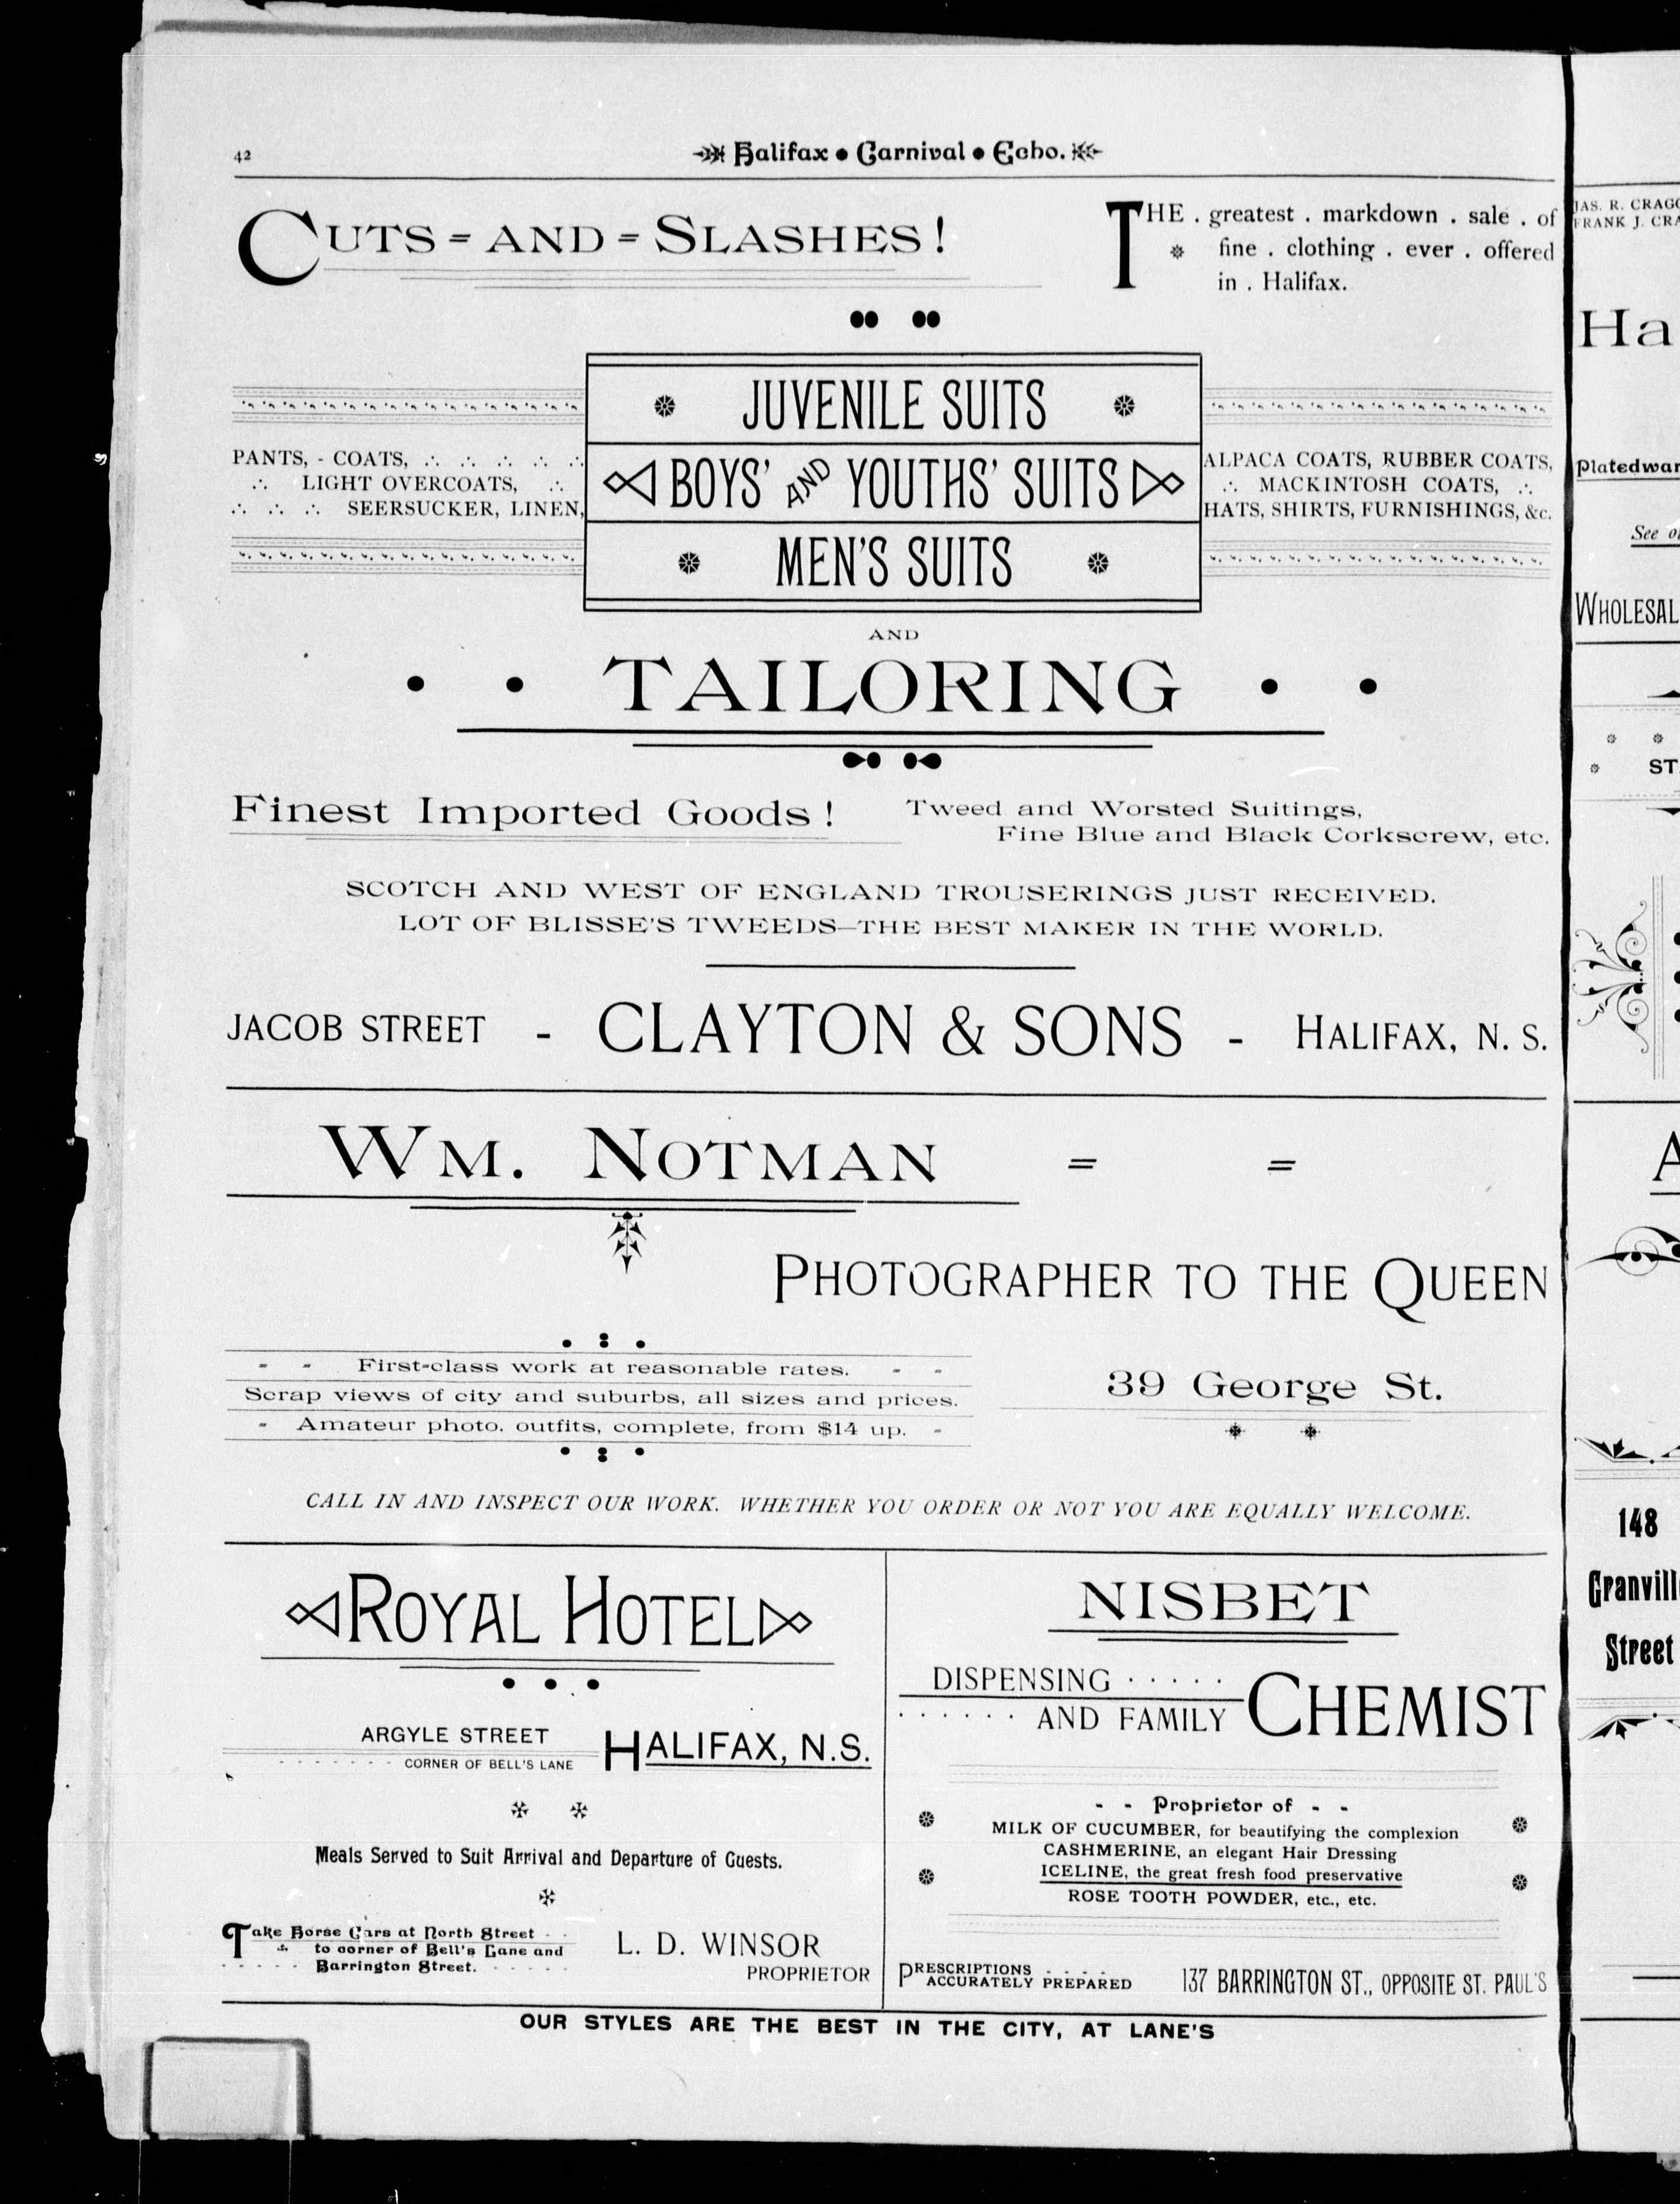 42
Halifax • Carnival • Echo.
CUTS = AND = SLASHES!
THE . greatest . markdown . sale . of
fine . clothing . ever . offered
in . Halifax.
JUVENILE SUITS
PANTS, - COATS,
LIGHT OVERCOATS,
SEERSUCKER, LINEN,
BOYS' AND YOUTHS' SUITS
ALPACA COATS, RUBBER COATS,
MACKINTOSH COATS,
HATS, SHIRTS, FURNISHINGS, &c.
MEN'S SUITS
AND
TAILORING
Finest Imported Goods!
Tweed and Worsted Suitings,
Fine Blue and Black Corkscrew, etc.
SCOTCH AND WEST OF ENGLAND TROUSERINGS JUST RECEIVED.
LOT OF BLISSE'S TWEEDS—THE BEST MAKER IN THE WORLD.
JACOB STREET - CLAYTON & SONS - HALIFAX, N. S.
WM. NOTMAN = =
PHOTOGRAPHER TO THE QUEEN
- - First-class work at reasonable rates. - -
Scrap views of city and suburbs, all sizes and prices.
- Amateur photo. outfits, complete, from $14 up. -
39 George St.
CALL IN AND INSPECT OUR WORK. WHETHER YOU ORDER OR NOT YOU ARE EQUALLY WELCOME.
ROYAL HOTEL
ARGYLE STREET
CORNER OF BELL'S LANE
HALIFAX, N.S.
Meals Served to Suit Arrival and Departure of Guests.
Take Horse Cars at North Street - -
to corner of Bell's Lane and
Barrington Street.
L. D. WINSOR
PROPRIETOR
NISBET
DISPENSING
AND FAMILY
CHEMIST
- - Proprietor of - -
MILK OF CUCUMBER, for beautifying the complexion
CASHMERINE, an elegant Hair Dressing
ICELINE, the great fresh food preservative
ROSE TOOTH POWDER, etc., etc.
PRESCRIPTIONS
ACCURATELY PREPARED
137 BARRINGTON ST., OPPOSITE ST. PAUL'S
OUR STYLES ARE THE BEST IN THE CITY, AT LANE'S
JAS. R.
FRANK J.
Ha
See
ST
A
148
Street